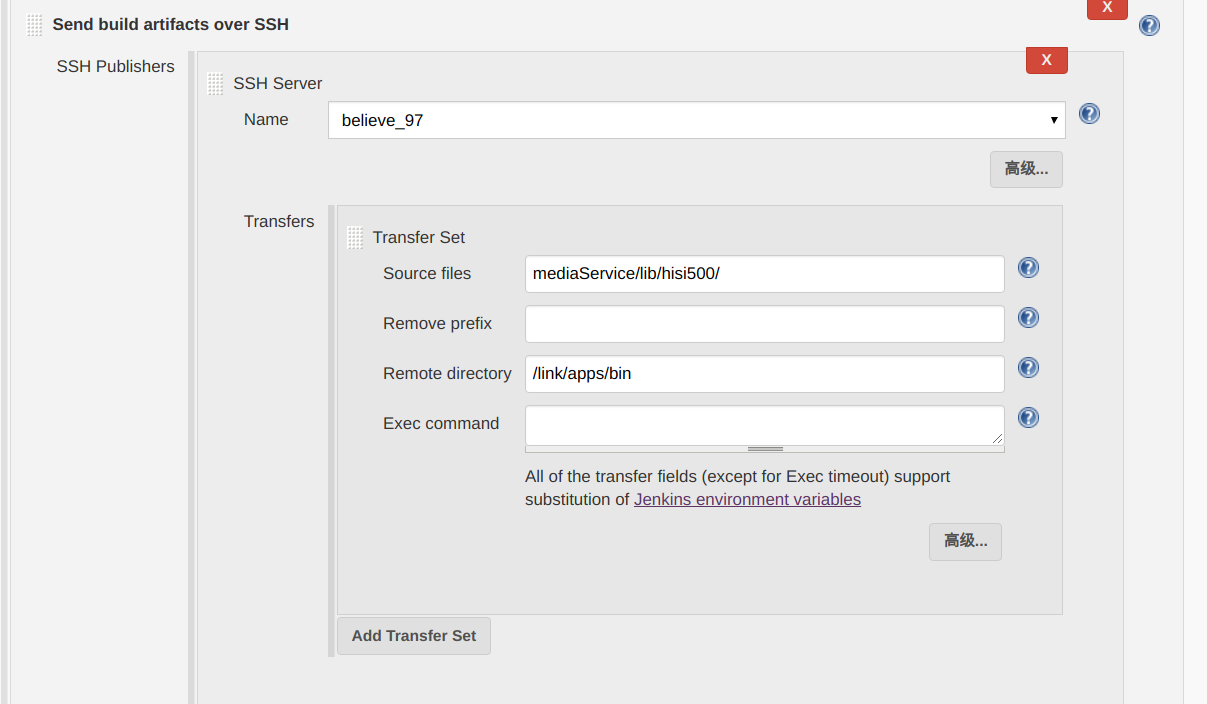 X
Send build artifacts over SSH
SSH Publishers
X
SSH Server
Name
believe_97
高级...
Transfers
Transfer Set
Source files
mediaService/lib/hisi500/
Remove prefix
Remote directory
/link/apps/bin
Exec command
All of the transfer fields (except for Exec timeout) support
substitution of Jenkins environment variables
高级...
Add Transfer Set